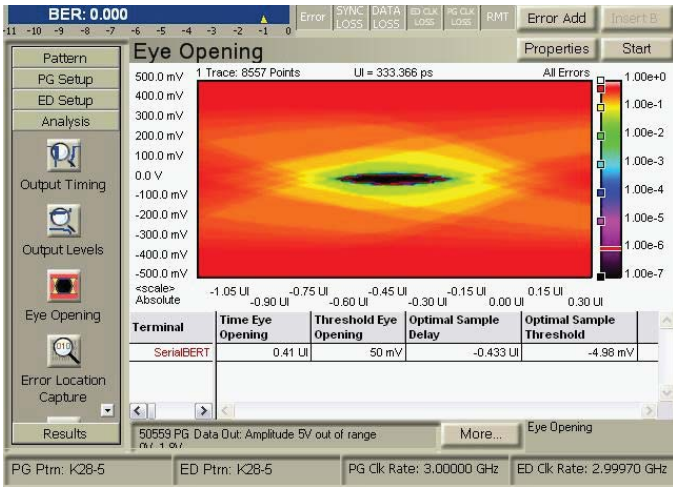 BER: 0.000
-11 -10 -9 -8 -7 -6 -5 -4 -3 -2 -1 0
Error
SYNC LOSS
DATA LOSS
ED CLK LOSS
PG CLK LOSS
RMT
Error Add
Insert B
Eye Opening
Properties
Start
Pattern
PG Setup
ED Setup
Analysis
Output Timing
Output Levels
Eye Opening
Error Location Capture
Results
1 Trace: 8557 Points
UI = 333.366 ps
All Errors
500.0 mV
400.0 mV
300.0 mV
200.0 mV
100.0 mV
0.0 V
-100.0 mV
-200.0 mV
-300.0 mV
-400.0 mV
-500.0 mV
1.00e+0
1.00e-1
1.00e-2
1.00e-3
1.00e-4
1.00e-5
1.00e-6
1.00e-7
<scale>
Absolute
-1.05 UI -0.75 UI -0.45 UI -0.15 UI 0.15 UI
-0.90 UI -0.60 UI -0.30 UI 0.00 UI 0.30 UI
Terminal
Time Eye Opening
Threshold Eye Opening
Optimal Sample Delay
Optimal Sample Threshold
SerialBERT 0.41 UI 50 mV -0.433 UI -4.98 mV
50559 PG Data Out: Amplitude 5V out of range
More...
Eye Opening
PG Ptrn: K28-5
ED Ptrn: K28-5
PG Clk Rate: 3.00000 GHz
ED Clk Rate: 2.99970 GHz